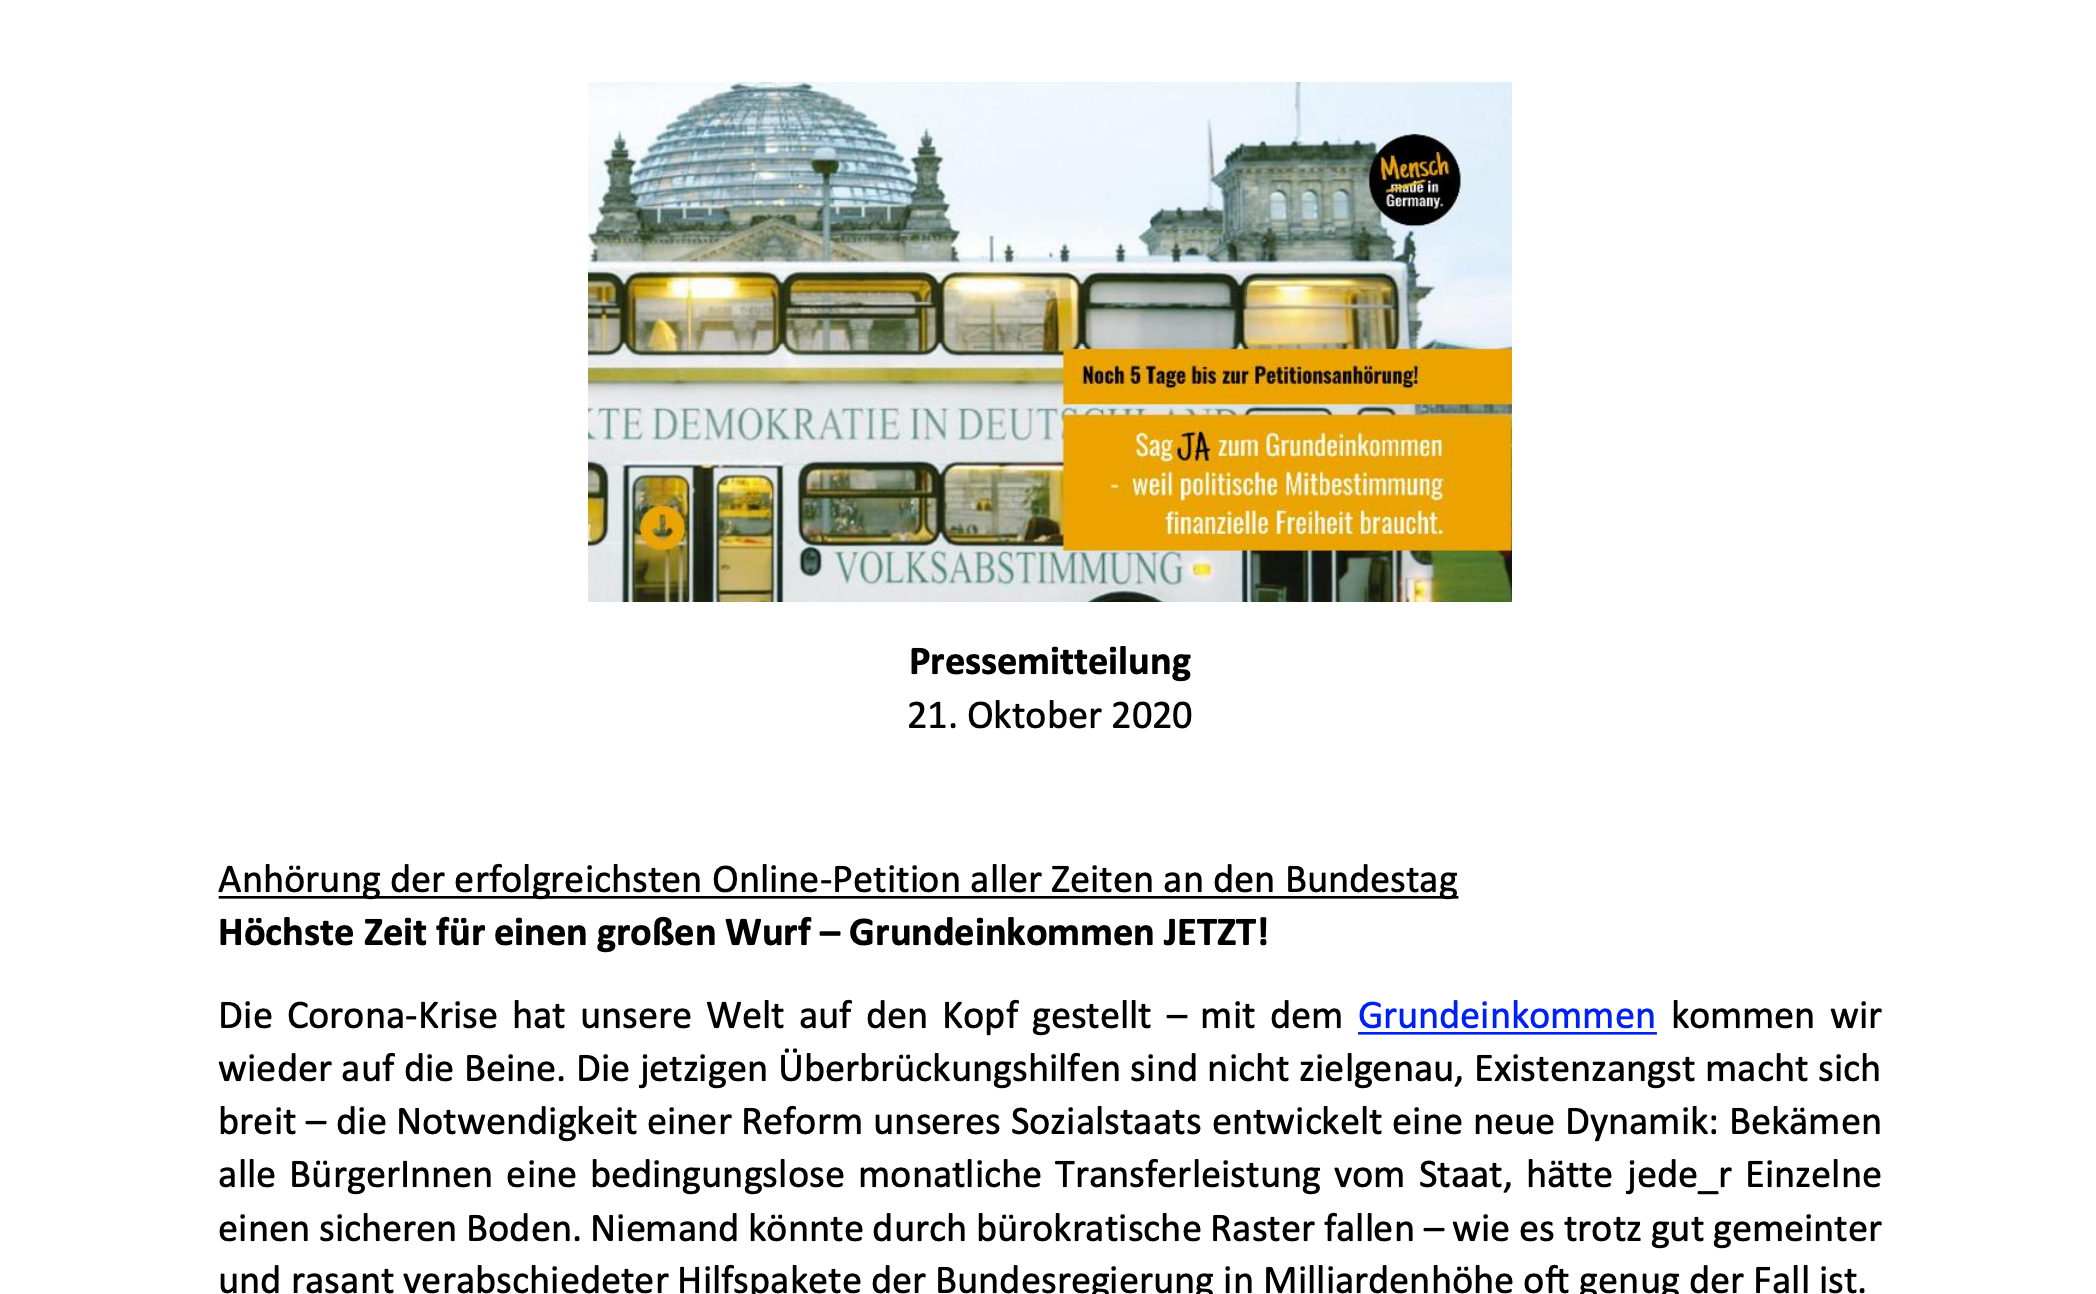 Mensch
made in
Germany.
Noch 5 Tage bis zur Petitionsanhörung!
KTE DEMOKRATIE IN DEUTSCHLAND
Sag JA zum Grundeinkommen
- weil politische Mitbestimmung
finanzielle Freiheit braucht.
VOLKSABSTIMMUNG
Pressemitteilung
21. Oktober 2020
Anhörung der erfolgreichsten Online-Petition aller Zeiten an den Bundestag
Höchste Zeit für einen großen Wurf – Grundeinkommen JETZT!
Die Corona-Krise hat unsere Welt auf den Kopf gestellt – mit dem Grundeinkommen kommen wir
wieder auf die Beine. Die jetzigen Überbrückungshilfen sind nicht zielgenau, Existenzangst macht sich
breit – die Notwendigkeit einer Reform unseres Sozialstaats entwickelt eine neue Dynamik: Bekämen
alle BürgerInnen eine bedingungslose monatliche Transferleistung vom Staat, hätte jede_r Einzelne
einen sicheren Boden. Niemand könnte durch bürokratische Raster fallen – wie es trotz gut gemeinter
und rasant verabschiedeter Hilfspakete der Bundesregierung in Milliardenhöhe oft genug der Fall ist.